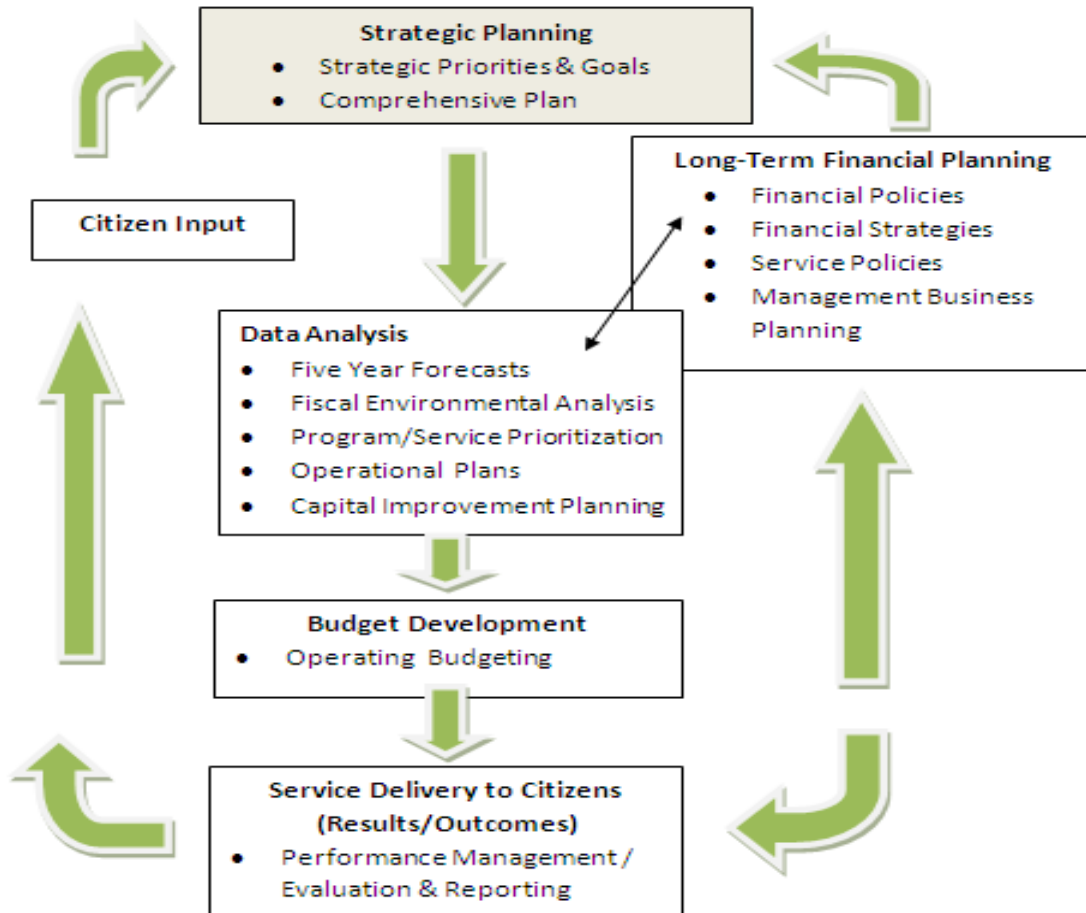 Strategic Planning
• Strategic Priorities & Goals
• Comprehensive Plan
Long-Term Financial Planning
• Financial Policies
• Financial Strategies
• Service Policies
• Management Business
Planning
Citizen Input
Data Analysis
• Five Year Forecasts
• Fiscal Environmental Analysis
• Program/Service Prioritization
• Operational Plans
• Capital Improvement Planning
Budget Development
• Operating Budgeting
Service Delivery to Citizens
(Results/Outcomes)
• Performance Management /
Evaluation & Reporting